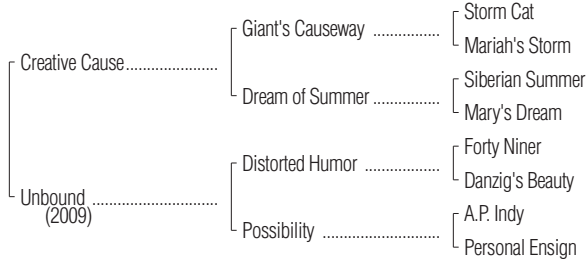 Storm Cat
Giant's Causeway ................
Mariah's Storm
Creative Cause......................
Siberian Summer
Dream of Summer................
Mary's Dream
Forty Niner
Distorted Humor ..................
Danzig's Beauty
Unbound ..............................
(2009)
A.P. Indy
Possibility ............................
Personal Ensign